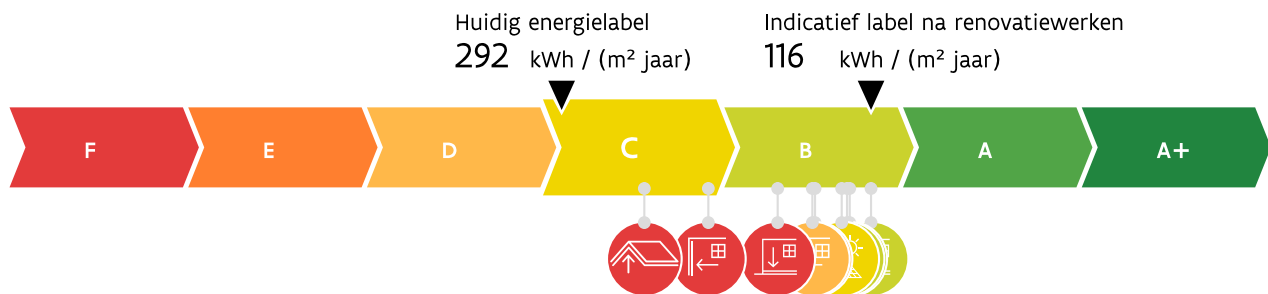 Huidig energielabel
292 kWh / (m² jaar)
Indicatief label na renovatiewerken
116 kWh / (m² jaar)
F E D C B A A+